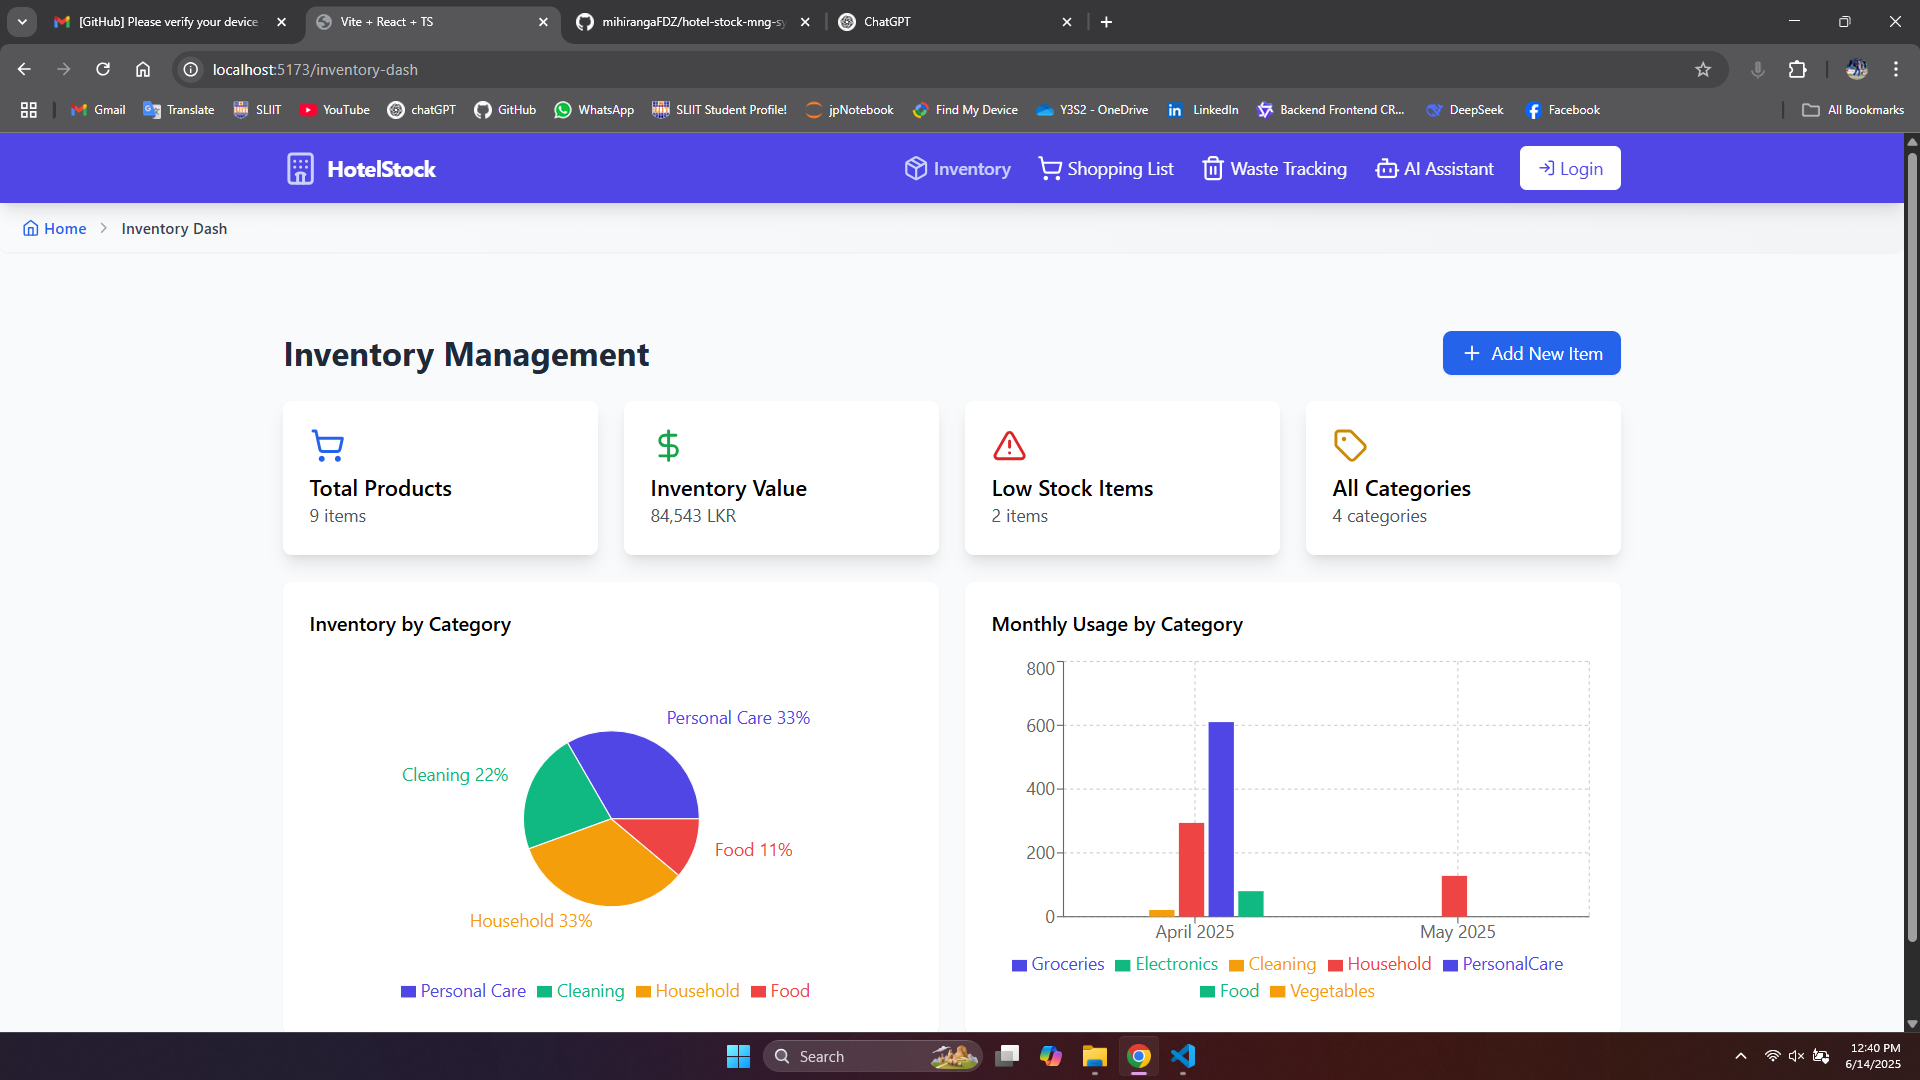 [GitHub] Please verify your device
Vite + React + TS
mihirangaFDZ/hotel-stock-mng-sy
ChatGPT
localhost:5173/inventory-dash
Gmail
Translate
SLIIT
YouTube
chatGPT
GitHub
WhatsApp
SLIIT Student Profile!
jpNotebook
Find My Device
Y3S2 - OneDrive
LinkedIn
Backend Frontend CR...
DeepSeek
Facebook
All Bookmarks
HotelStock
Inventory
Shopping List
Waste Tracking
AI Assistant
Login
Home
Inventory Dash
Inventory Management
Add New Item
Total Products
9 items
Inventory Value
84,543 LKR
Low Stock Items
2 items
All Categories
4 categories
Inventory by Category
Personal Care 33%
Cleaning 22%
Food 11%
Household 33%
Personal Care
Cleaning
Household
Food
Monthly Usage by Category
800
600
400
200
0
April 2025
May 2025
Groceries
Electronics
Cleaning
Household
PersonalCare
Food
Vegetables
Search
12:40 PM
6/14/2025